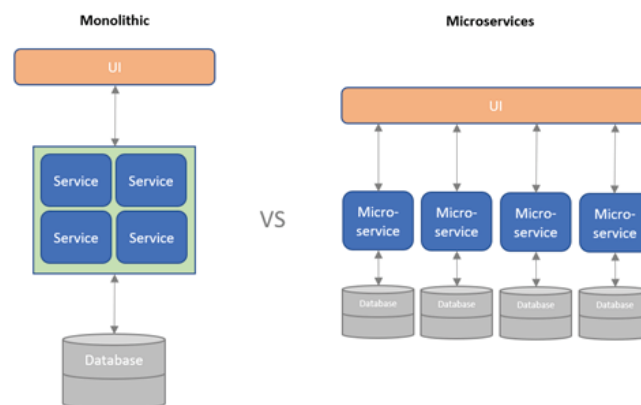 Monolithic
UI
Service
Service
Service
Service
Database
VS
Microservices
UI
Micro-
service
Micro-
service
Micro-
service
Micro-
service
Database
Database
Database
Database